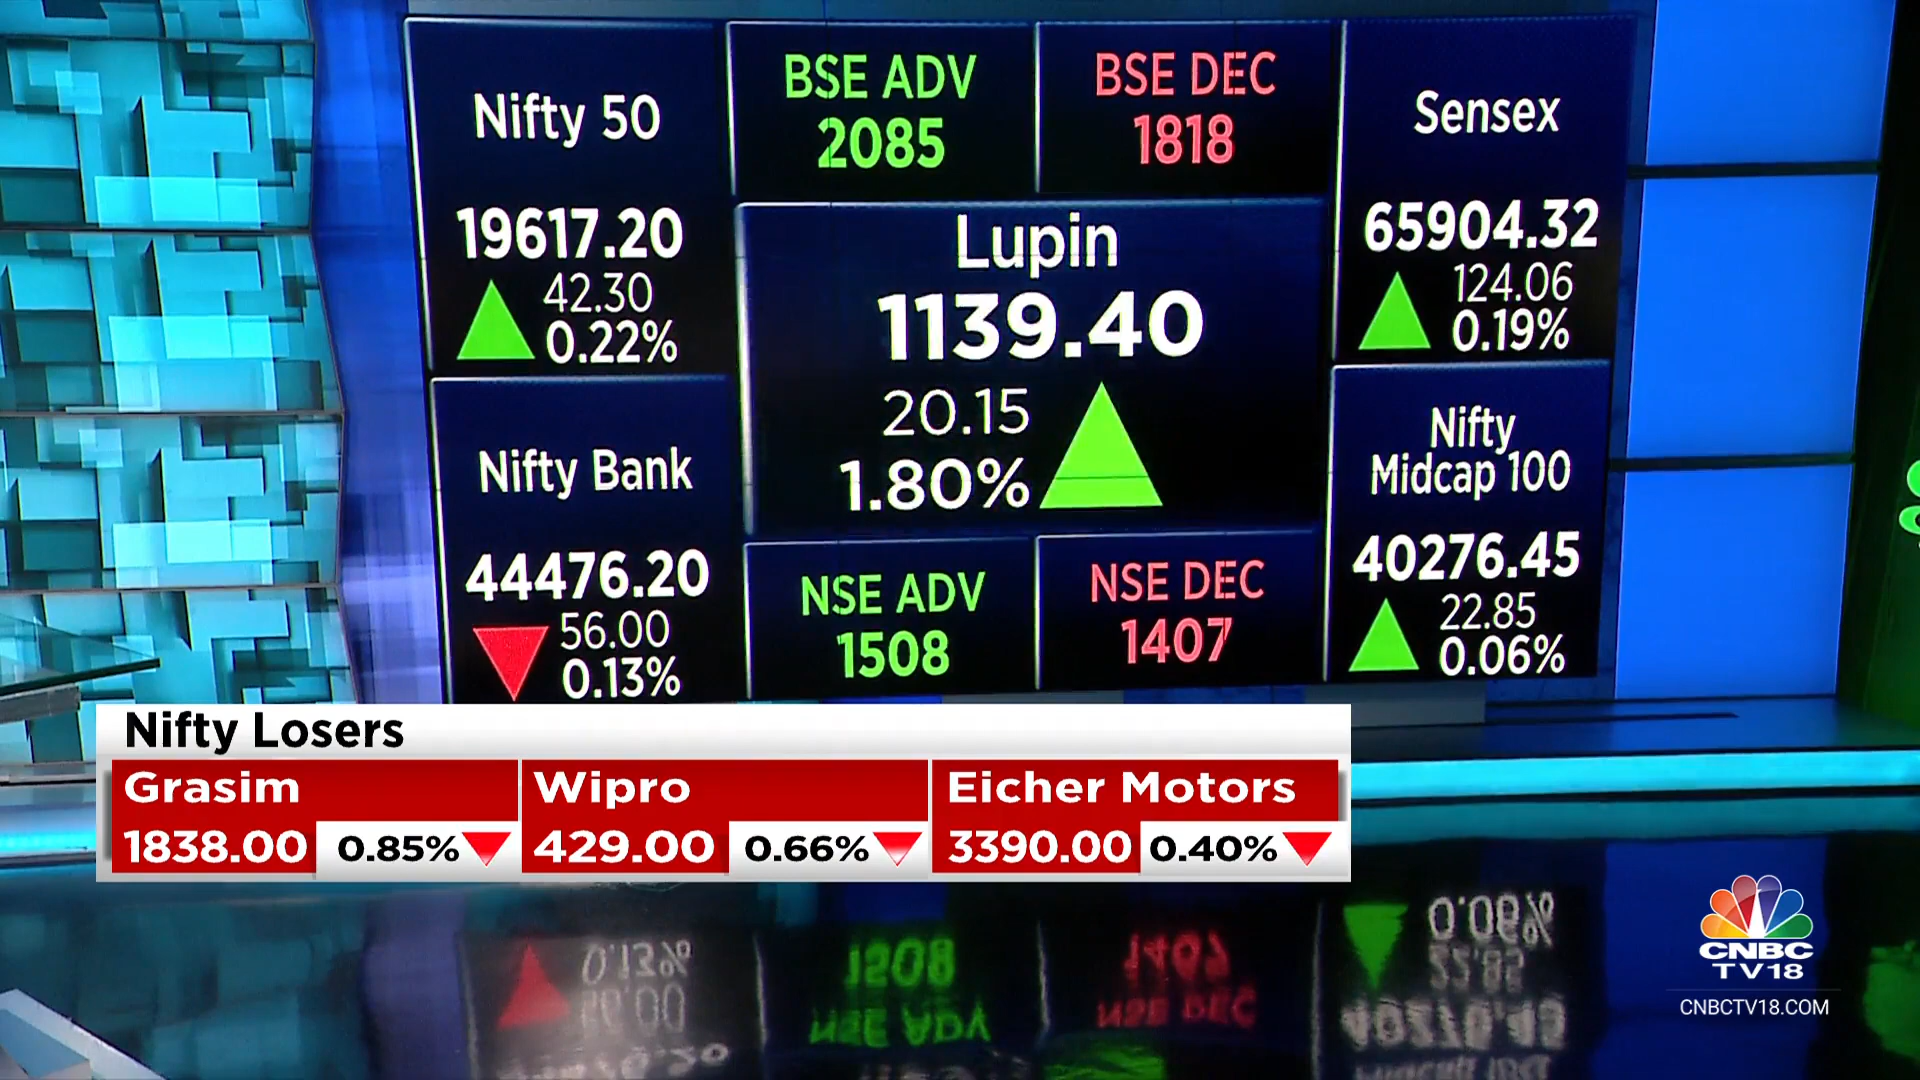 Nifty 50
19617.20
42.30
0.22%
BSE ADV
2085
BSE DEC
1818
Sensex
65904.32
124.06
0.19%
Lupin
1139.40
20.15
1.80%
Nifty Bank
44476.20
56.00
0.13%
NSE ADV
1508
NSE DEC
1407
Nifty
Midcap 100
40276.45
22.85
0.06%
Nifty Losers
Grasim
1838.00 0.85%
Wipro
429.00 0.66%
Eicher Motors
3390.00 0.40%
CNBC
TV18
CNBCTV18.COM